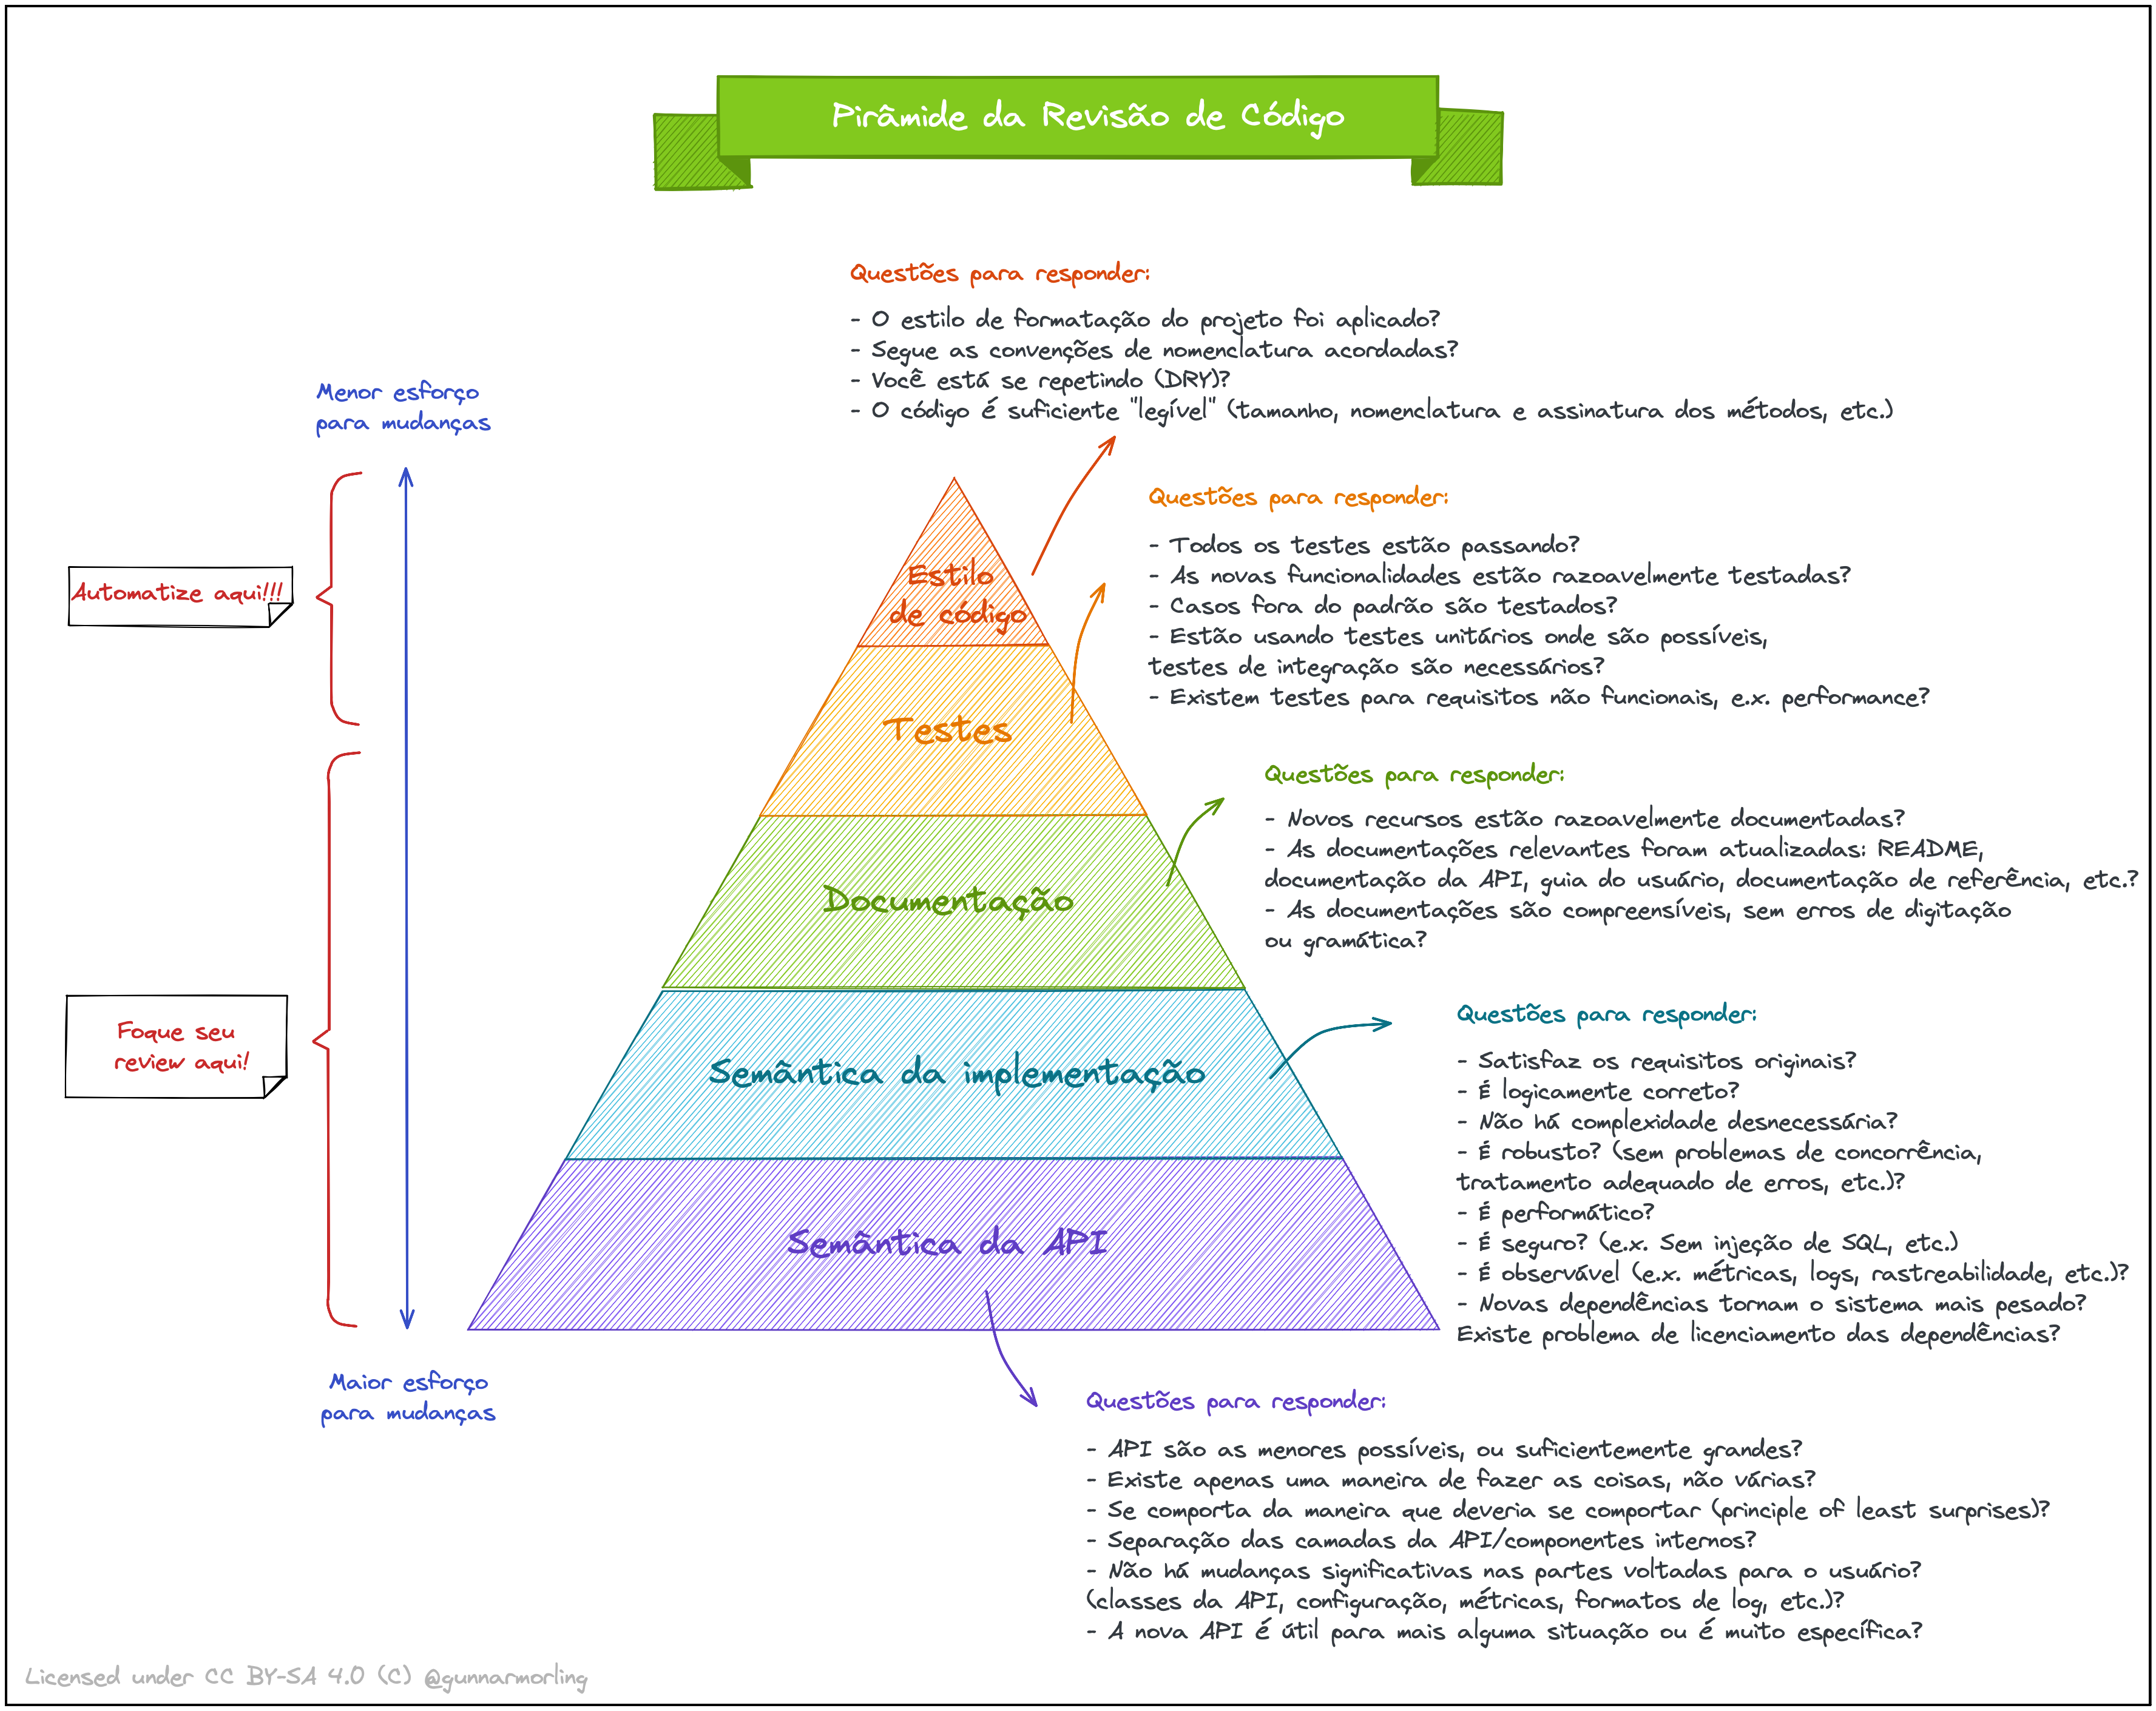 Pirâmide da Revisão de Código
Questões para responder:
- O estilo de formatação do projeto foi aplicado?
- Segue as convenções de nomenclatura acordadas?
- Você está se repetindo (DRY)?
- O código é suficiente "legível" (tamanho, nomenclatura e assinatura dos métodos, etc.)
Menor esforço
para mudanças
Automatize aqui!!!
Estilo
de código
Questões para responder:
- Todos os testes estão passando?
- As novas funcionalidades estão razoavelmente testadas?
- Casos fora do padrão são testados?
- Estão usando testes unitários onde são possíveis,
testes de integração são necessários?
- Existem testes para requisitos não funcionais, e.x. performance?
Testes
Questões para responder:
- Novos recursos estão razoavelmente documentadas?
- As documentações relevantes foram atualizadas: README,
documentação da API, guia do usuário, documentação de referência, etc.?
- As documentações são compreensíveis, sem erros de digitação
ou gramática?
Documentação
Foque seu
review aqui!
Semântica da implementação
Questões para responder:
- Satisfaz os requisitos originais?
- É logicamente correto?
- Não há complexidade desnecessária?
- É robusto? (sem problemas de concorrência,
tratamento adequado de erros, etc.)?
- É performático?
- É seguro? (e.x. Sem injeção de SQL, etc.)
- É observável (e.x. métricas, logs, rastreabilidade, etc.)?
- Novas dependências tornam o sistema mais pesado?
Existe problema de licenciamento das dependências?
Semântica da API
Maior esforço
para mudanças
Questões para responder:
- API são as menores possíveis, ou suficientemente grandes?
- Existe apenas uma maneira de fazer as coisas, não várias?
- Se comporta da maneira que deveria se comportar (principle of least surprises)?
- Separação das camadas da API/componentes internos?
- Não há mudanças significativas nas partes voltadas para o usuário?
(classes da API, configuração, métricas, formatos de log, etc.)?
- A nova API é útil para mais alguma situação ou é muito específica?
Licensed under CC BY-SA 4.0 (C) @gunnarmorling